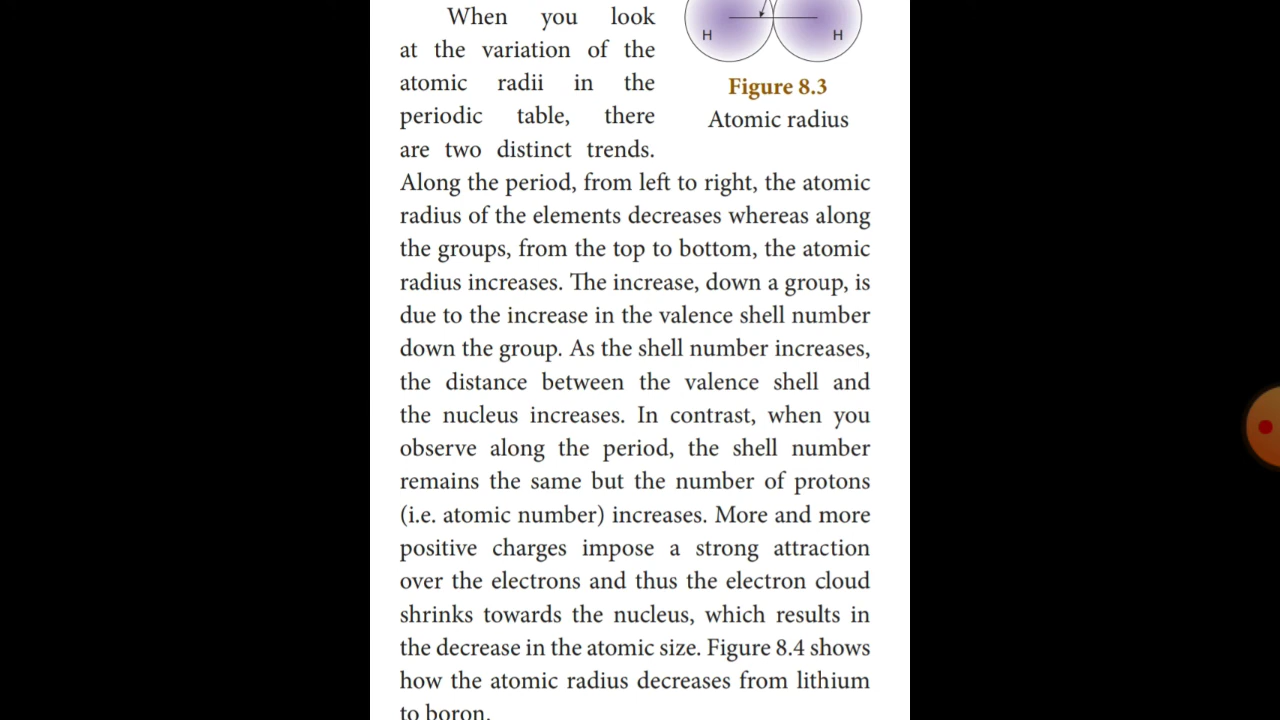 When you look
at the variation of the
atomic radii in the
periodic table, there
are two distinct trends.
H
H
Figure 8.3
Atomic radius
Along the period, from left to right, the atomic
radius of the elements decreases whereas along
the groups, from the top to bottom, the atomic
radius increases. The increase, down a group, is
due to the increase in the valence shell number
down the group. As the shell number increases,
the distance between the valence shell and
the nucleus increases. In contrast, when you
observe along the period, the shell number
remains the same but the number of protons
(i.e. atomic number) increases. More and more
positive charges impose a strong attraction
over the electrons and thus the electron cloud
shrinks towards the nucleus, which results in
the decrease in the atomic size. Figure 8.4 shows
how the atomic radius decreases from lithium
to boron.